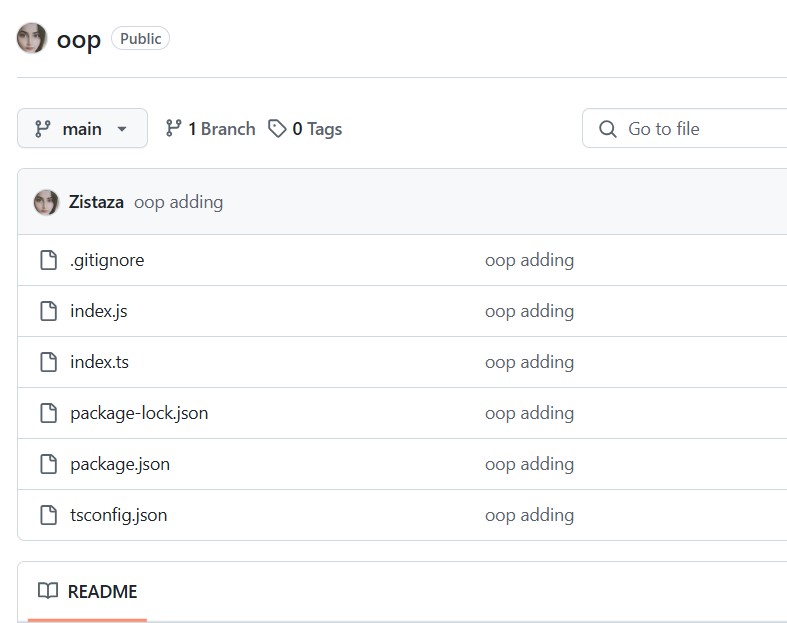 oop Public
main 1 Branch 0 Tags Go to file
Zistaza oop adding
.gitignore oop adding
index.js oop adding
index.ts oop adding
package-lock.json oop adding
package.json oop adding
tsconfig.json oop adding
README